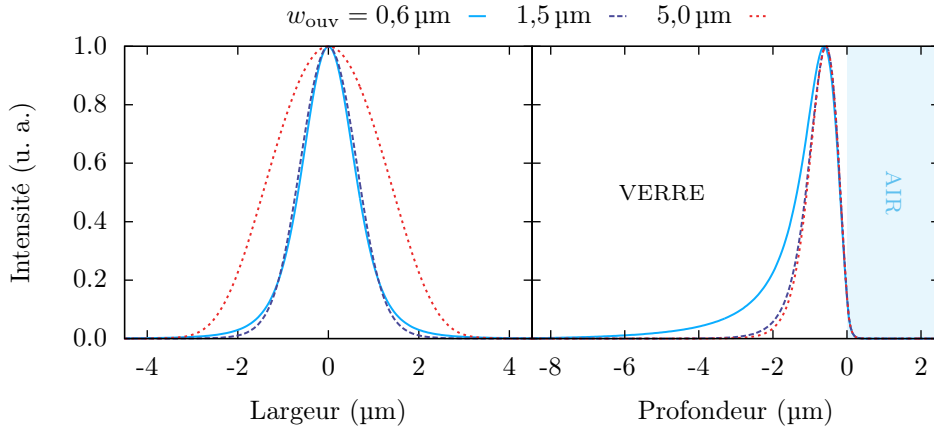 w_ouv = 0,6 µm 1,5 µm 5,0 µm
Intensité (u. a.)
1.0
0.8
0.6
0.4
0.2
0.0
VERRE
AIR
-4 -2 0 2 4
-8 -6 -4 -2 0 2
Largeur (µm) Profondeur (µm)